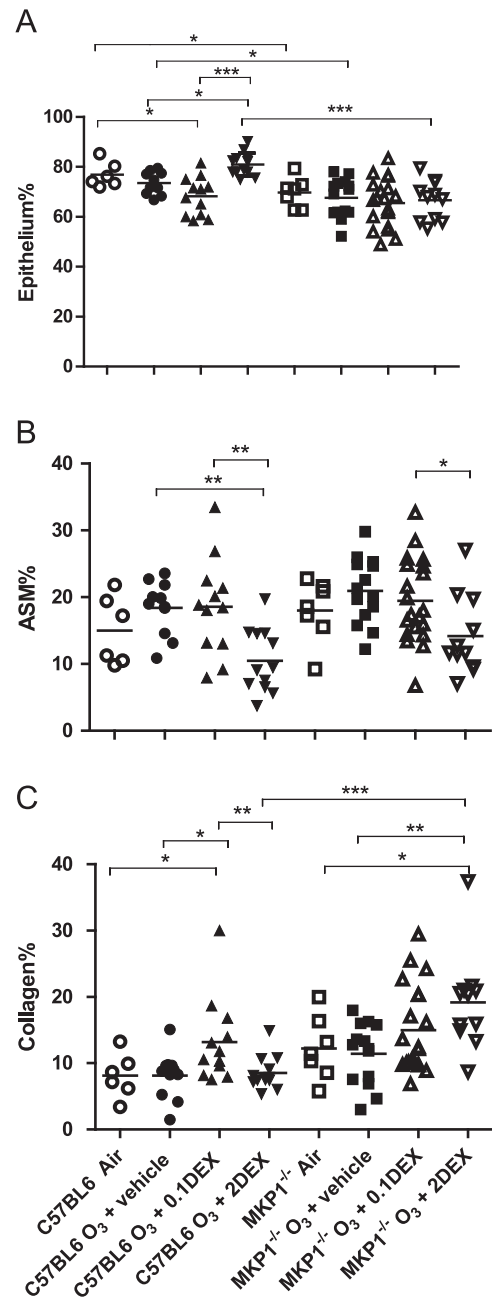 A
*
*
***
*
*
***
100
80
60
40
20
0
Epithelium%
B
**
**
*
40
30
20
10
0
ASM%
C
***
**
**
*
*
*
40
30
20
10
0
Collagen%
C57BL6 Air
C57BL6 O₃ + vehicle
C57BL6 O₃ + 0.1DEX
C57BL6 O₃ + 2DEX
MKP1⁻/⁻ Air
MKP1⁻/⁻ O₃ + vehicle
MKP1⁻/⁻ O₃ + 0.1DEX
MKP1⁻/⁻ O₃ + 2DEX